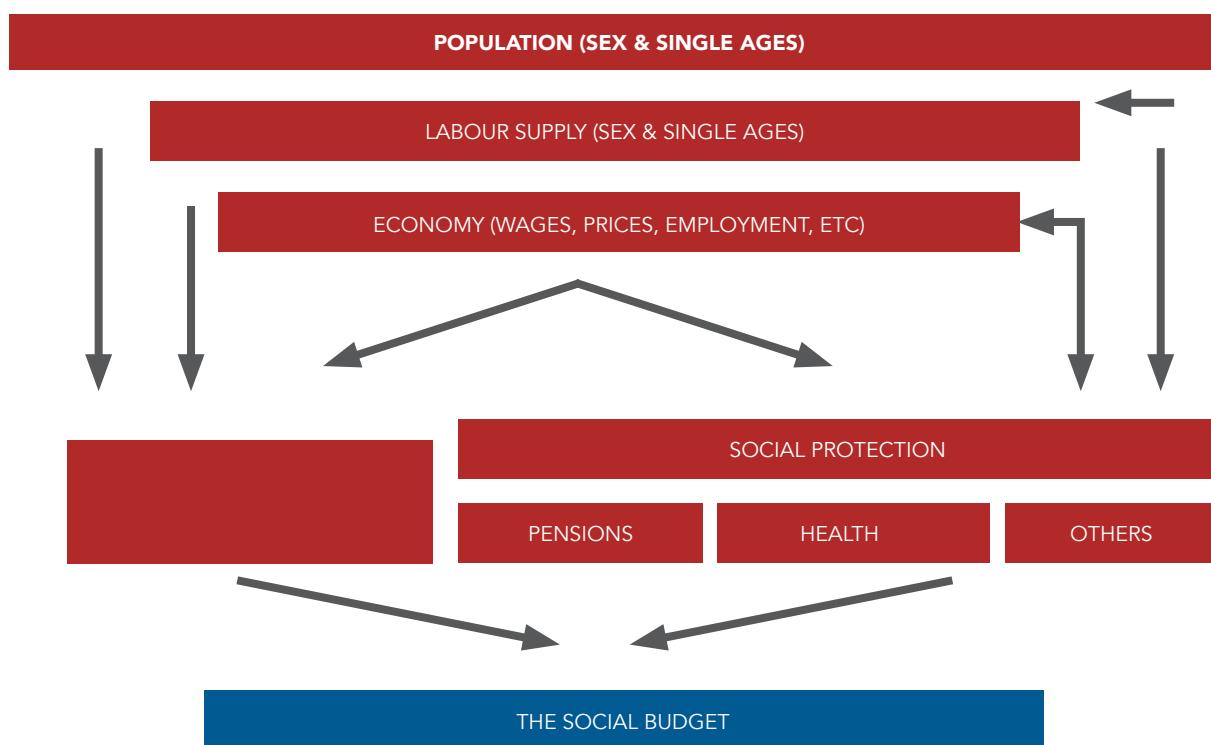 POPULATION (SEX & SINGLE AGES)
LABOUR SUPPLY (SEX & SINGLE AGES)
ECONOMY (WAGES, PRICES, EMPLOYMENT, ETC)
SOCIAL PROTECTION
PENSIONS
HEALTH
OTHERS
THE SOCIAL BUDGET